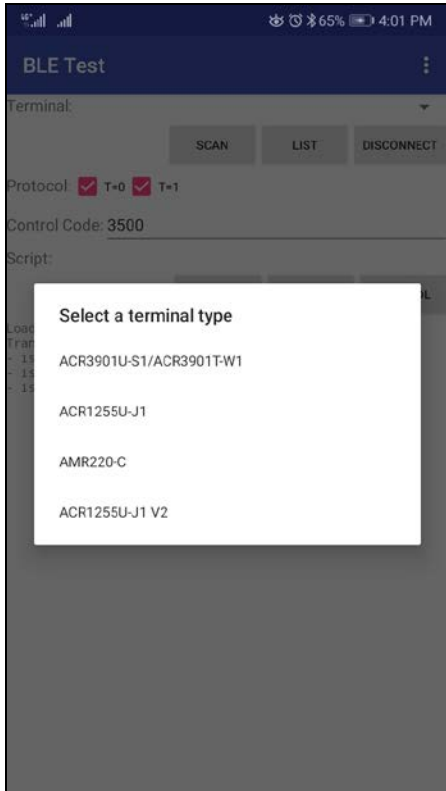 65% 4:01 PM
BLE Test
Terminal:
SCAN LIST DISCONNECT
Protocol: T=0 T=1
Control Code: 3500
Script:
Select a terminal type
ACR3901U-S1/ACR3901T-W1
ACR1255U-J1
AMR220-C
ACR1255U-J1 V2